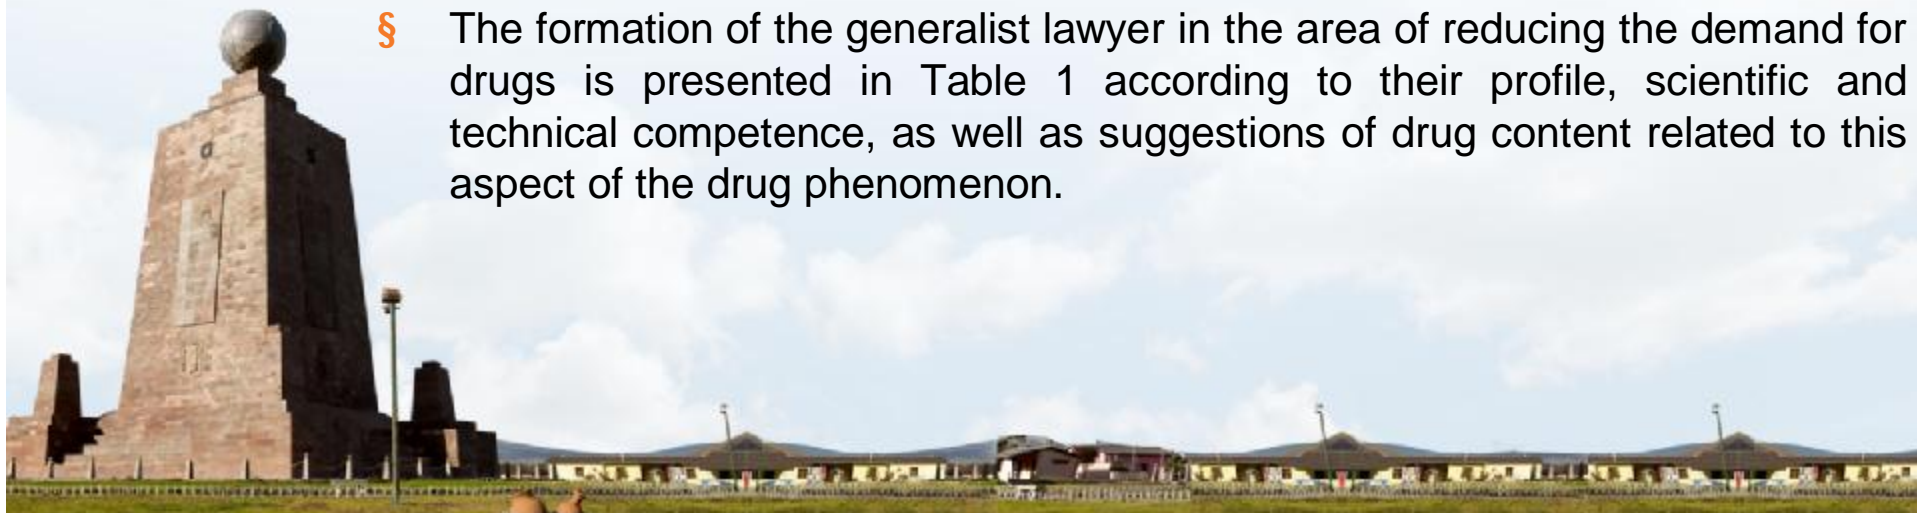 § The formation of the generalist lawyer in the area of reducing the demand for
drugs is presented in Table 1 according to their profile, scientific and
technical competence, as well as suggestions of drug content related to this
aspect of the drug phenomenon.